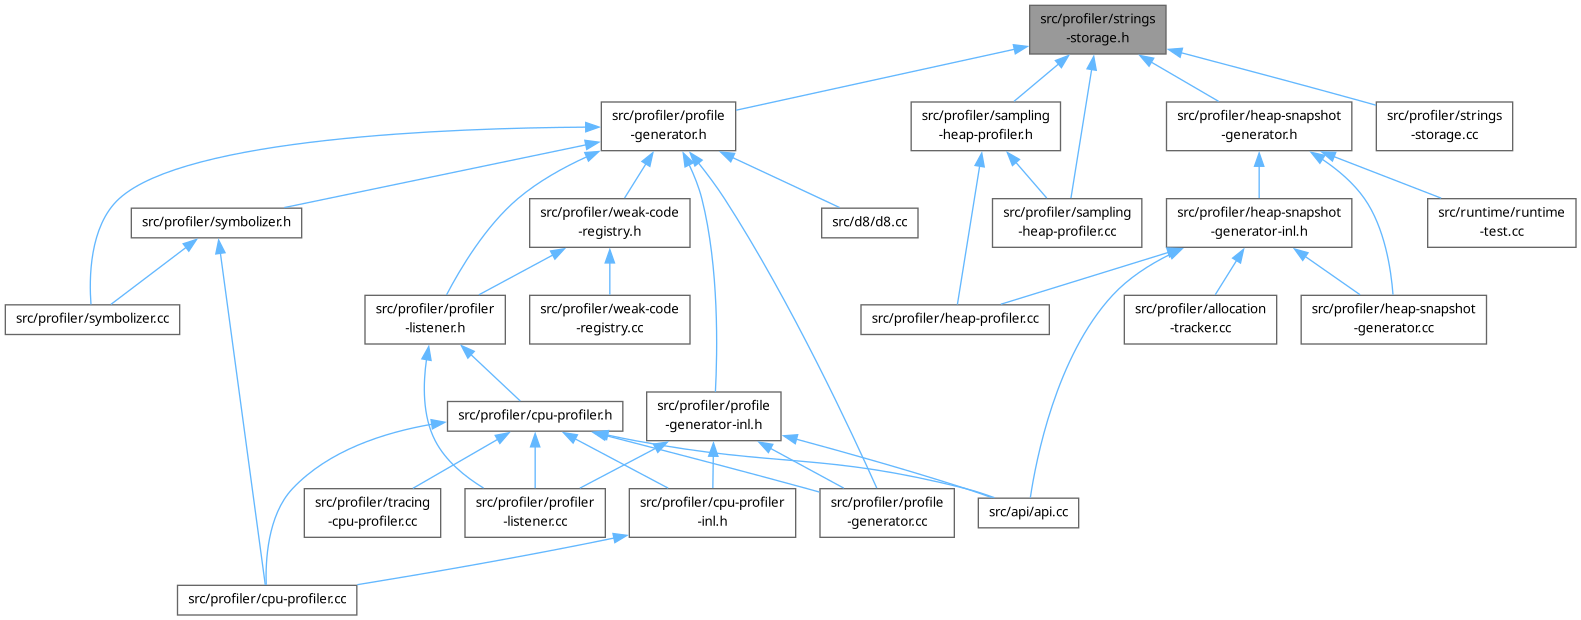 src/profiler/strings
-storage.h
src/profiler/profile
-generator.h
src/profiler/sampling
-heap-profiler.h
src/profiler/heap-snapshot
-generator.h
src/profiler/strings
-storage.cc
src/profiler/symbolizer.h
src/profiler/weak-code
-registry.h
src/d8/d8.cc
src/profiler/sampling
-heap-profiler.cc
src/profiler/heap-snapshot
-generator-inl.h
src/runtime/runtime
-test.cc
src/profiler/symbolizer.cc
src/profiler/profiler
-listener.h
src/profiler/weak-code
-registry.cc
src/profiler/heap-profiler.cc
src/profiler/allocation
-tracker.cc
src/profiler/heap-snapshot
-generator.cc
src/profiler/cpu-profiler.h
src/profiler/profile
-generator-inl.h
src/profiler/tracing
-cpu-profiler.cc
src/profiler/profiler
-listener.cc
src/profiler/cpu-profiler
-inl.h
src/profiler/profile
-generator.cc
src/api/api.cc
src/profiler/cpu-profiler.cc